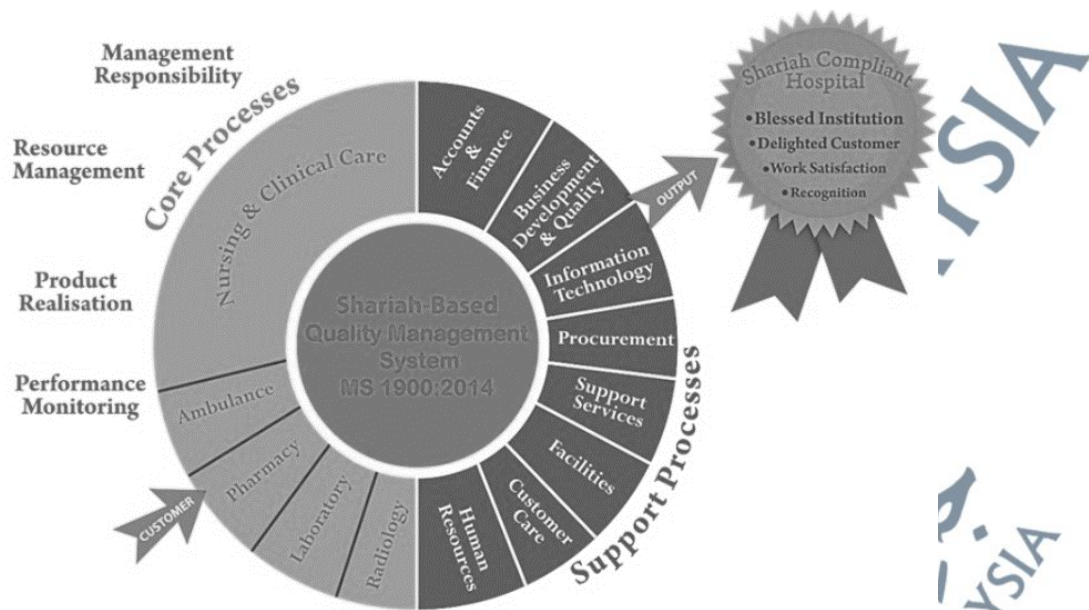 Management
Responsibility
Resource
Management
Product
Realisation
Performance
Monitoring
Core Processes
Nursing & Clinical Care
Ambulance
Pharmacy
Laboratory
Radiology
CUSTOMER
Shariah-Based
Quality Management
System
MS 1900:2014
Accounts
&
Finance
Business
Development
& Quality
Information
Technology
Procurement
Support
Services
Facilities
Customer
Care
Human
Resources
Support Processes
OUTPUT
Shariah Compliant
Hospital
•Blessed Institution
•Delighted Customer
•Work Satisfaction
•Recognition
YSIA
YSIA